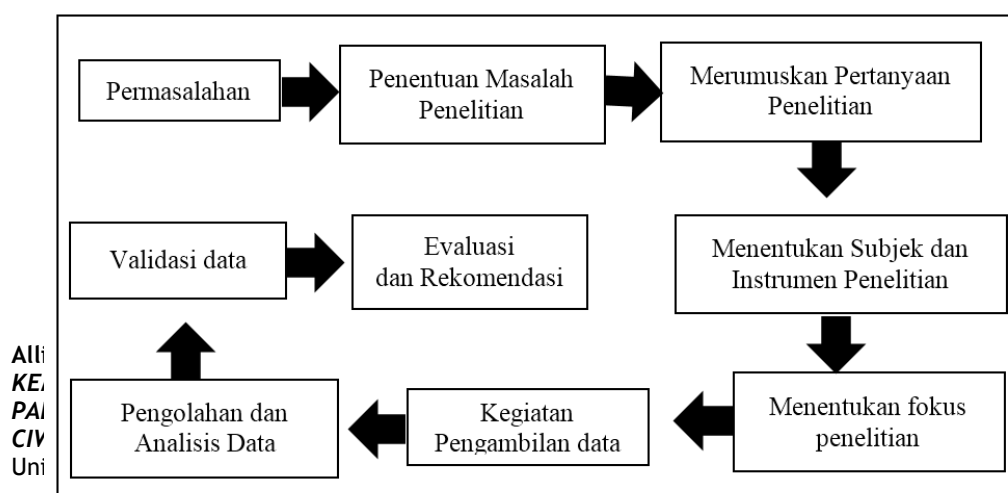 Permasalahan
Penentuan Masalah
Penelitian
Merumuskan Pertanyaan
Penelitian
Menentukan Subjek dan
Instrumen Penelitian
Menentukan fokus
penelitian
Kegiatan
Pengambilan data
Pengolahan dan
Analisis Data
Validasi data
Evaluasi
dan Rekomendasi